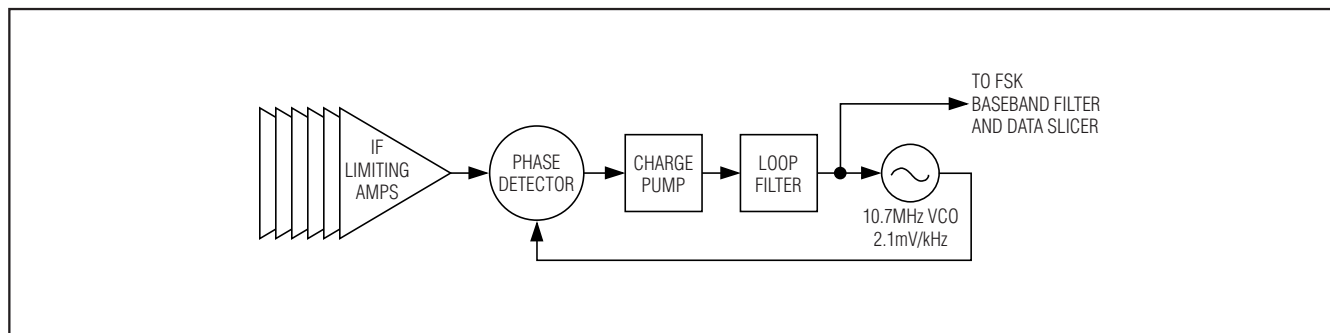 IF
LIMITING
AMPS
PHASE
DETECTOR
CHARGE
PUMP
LOOP
FILTER
TO FSK
BASEBAND FILTER
AND DATA SLICER
10.7MHz VCO
2.1mV/kHz